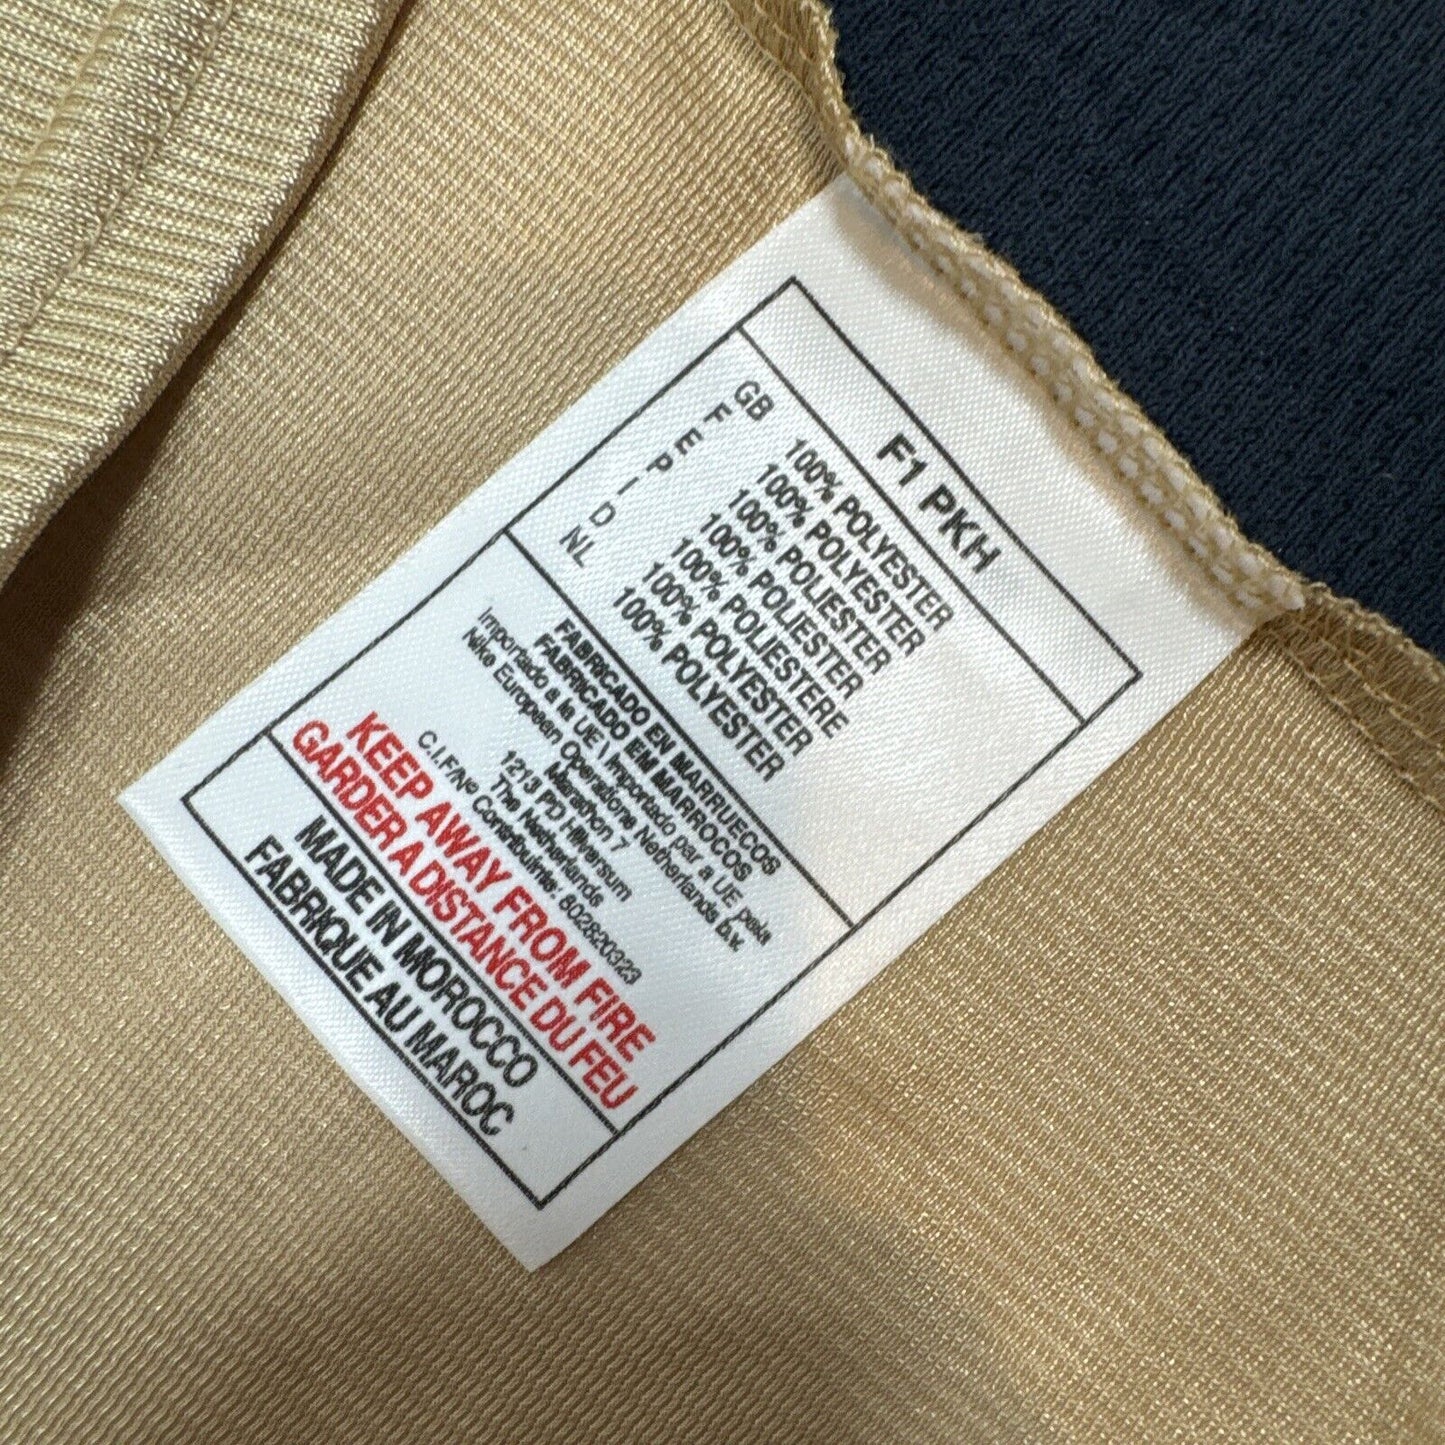 F1 PKH
GB 100% POLYESTER
F 100% POLYESTER
E 100% POLIESTER
P 100% POLIESTER
I 100% POLIESTERE
D 100% POLYESTER
NL 100% POLYESTER
FABRICADO EN MARRUECOS
FABRICADO EM MARROCOS
Importado a la UE \ Importado par a UE pela
Nike European Operations Netherlands b.v.
Marathon 7
1213 PD Hilversum
The Netherlands
C.I.F/Nº Contribuinte: 802820323
KEEP AWAY FROM FIRE
GARDER A DISTANCE DU FEU
MADE IN MOROCCO
FABRIQUE AU MAROC